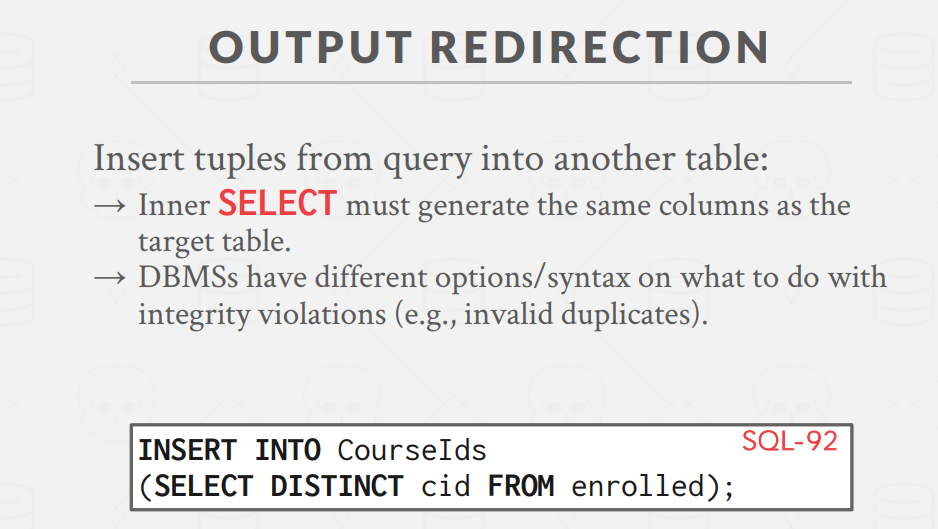 OUTPUT REDIRECTION
Insert tuples from query into another table:
→ Inner SELECT must generate the same columns as the
target table.
→ DBMSs have different options/syntax on what to do with
integrity violations (e.g., invalid duplicates).
SQL-92
INSERT INTO CourseIds
(SELECT DISTINCT cid FROM enrolled);